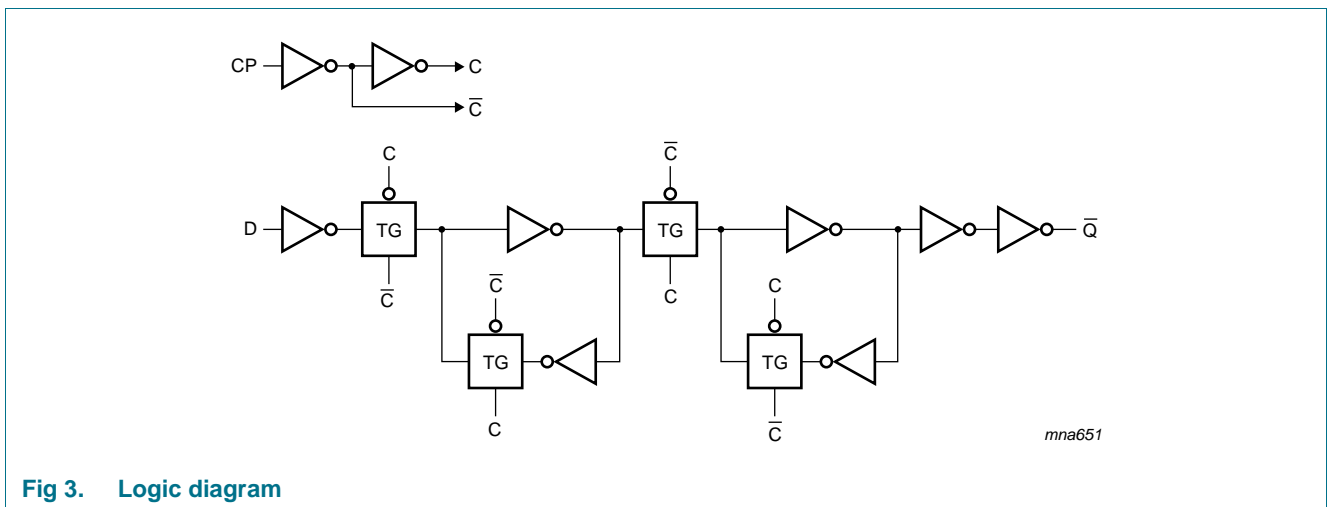 CP
C
C̅
C
C̅
D
TG
TG
Q̅
C̅
C
C̅
C
TG
TG
C
C̅
mna651
Fig 3. Logic diagram